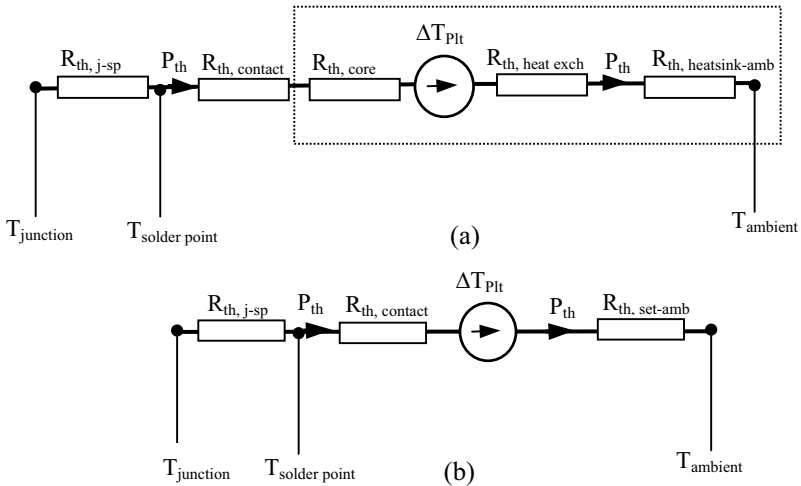 ΔT_Plt
R_th, j-sp P_th R_th, contact R_th, core R_th, heat exch P_th R_th, heatsink-amb
T_junction T_solder point T_ambient
(a)
ΔT_Plt
R_th, j-sp P_th R_th, contact P_th R_th, set-amb
T_junction T_solder point T_ambient
(b)